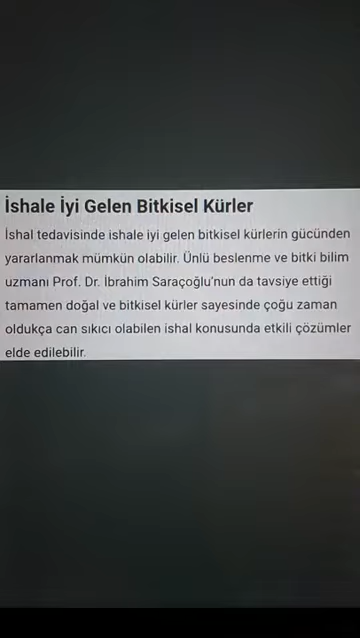 İshale İyi Gelen Bitkisel Kürler
İshal tedavisinde ishale iyi gelen bitkisel kürlerin gücünden
yararlanmak mümkün olabilir. Ünlü beslenme ve bitki bilim
uzmanı Prof. Dr. İbrahim Saraçoğlu'nun da tavsiye ettiği
tamamen doğal ve bitkisel kürler sayesinde çoğu zaman
oldukça can sıkıcı olabilen ishal konusunda etkili çözümler
elde edilebilir.